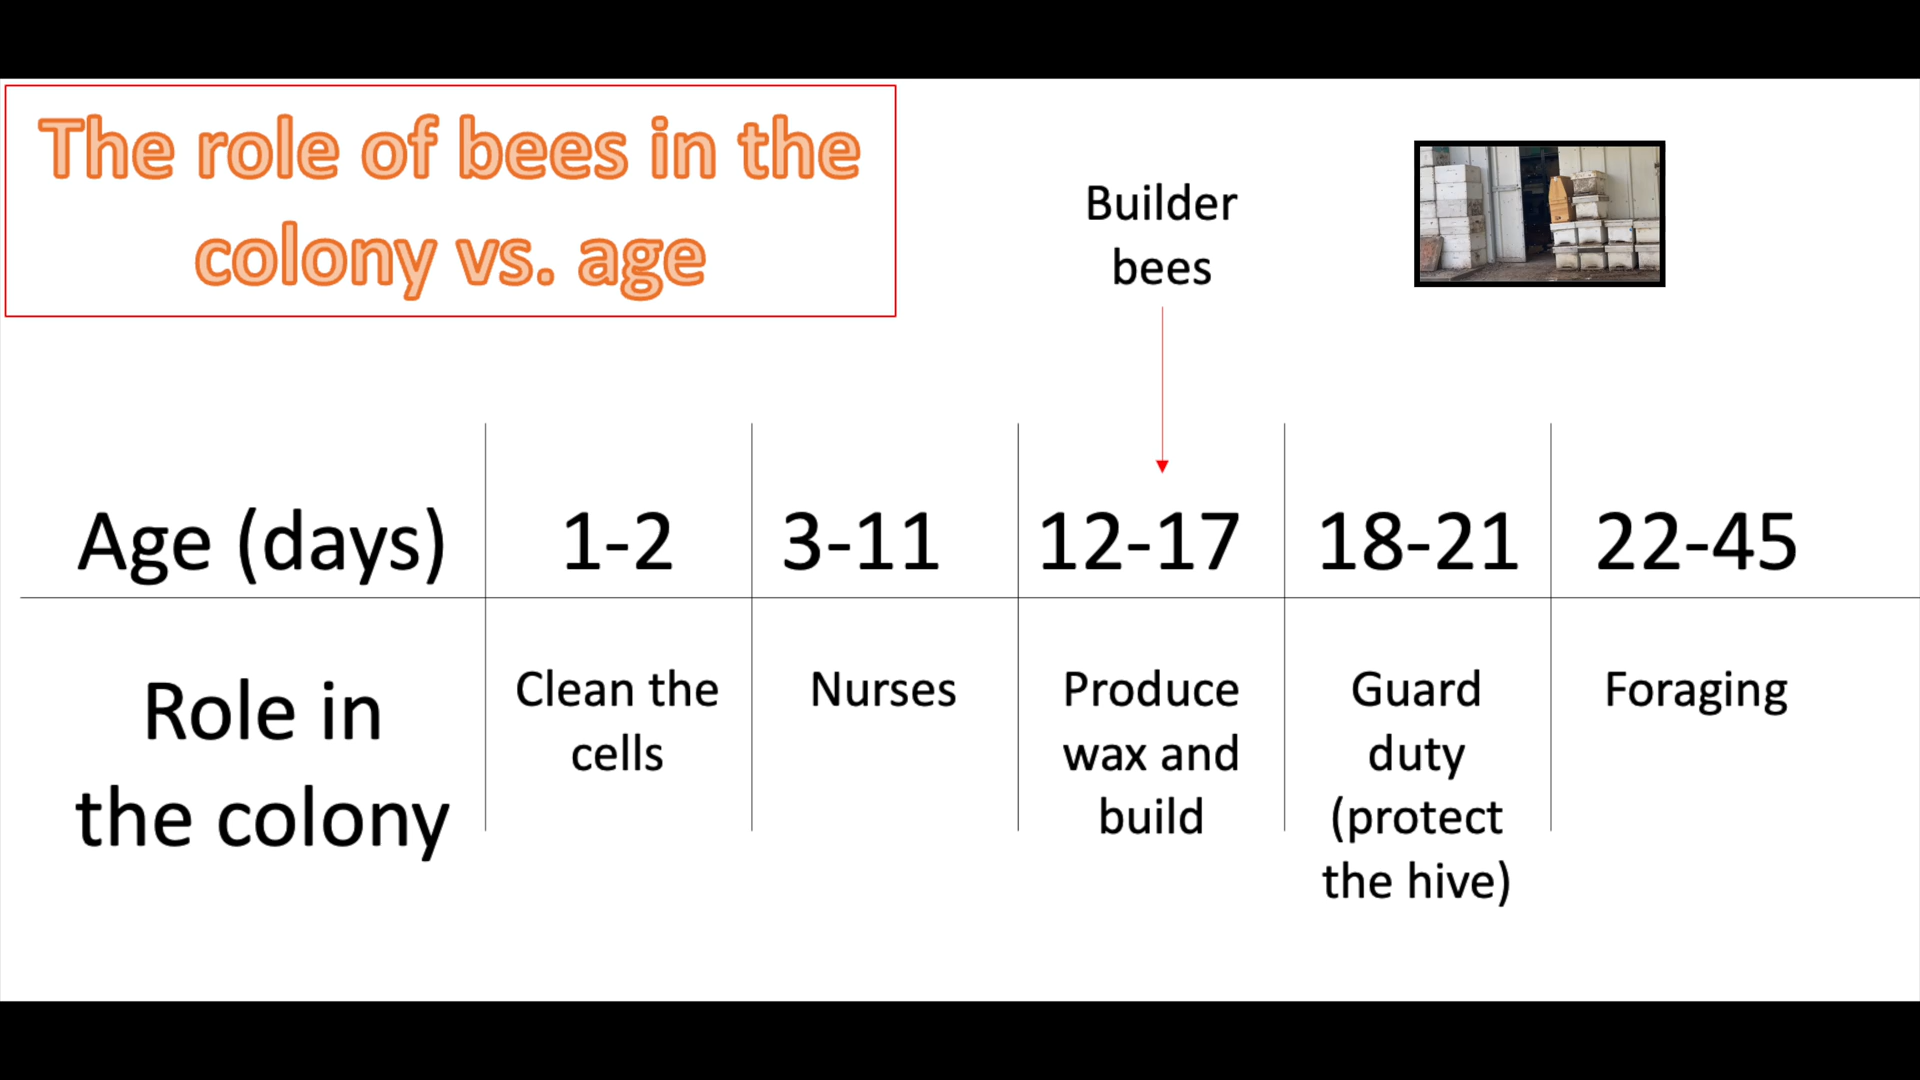 The role of bees in the
colony vs. age
Builder
bees
Age (days)
1-2
3-11
12-17
18-21
22-45
Role in
the colony
Clean the
cells
Nurses
Produce
wax and
build
Guard
duty
(protect
the hive)
Foraging